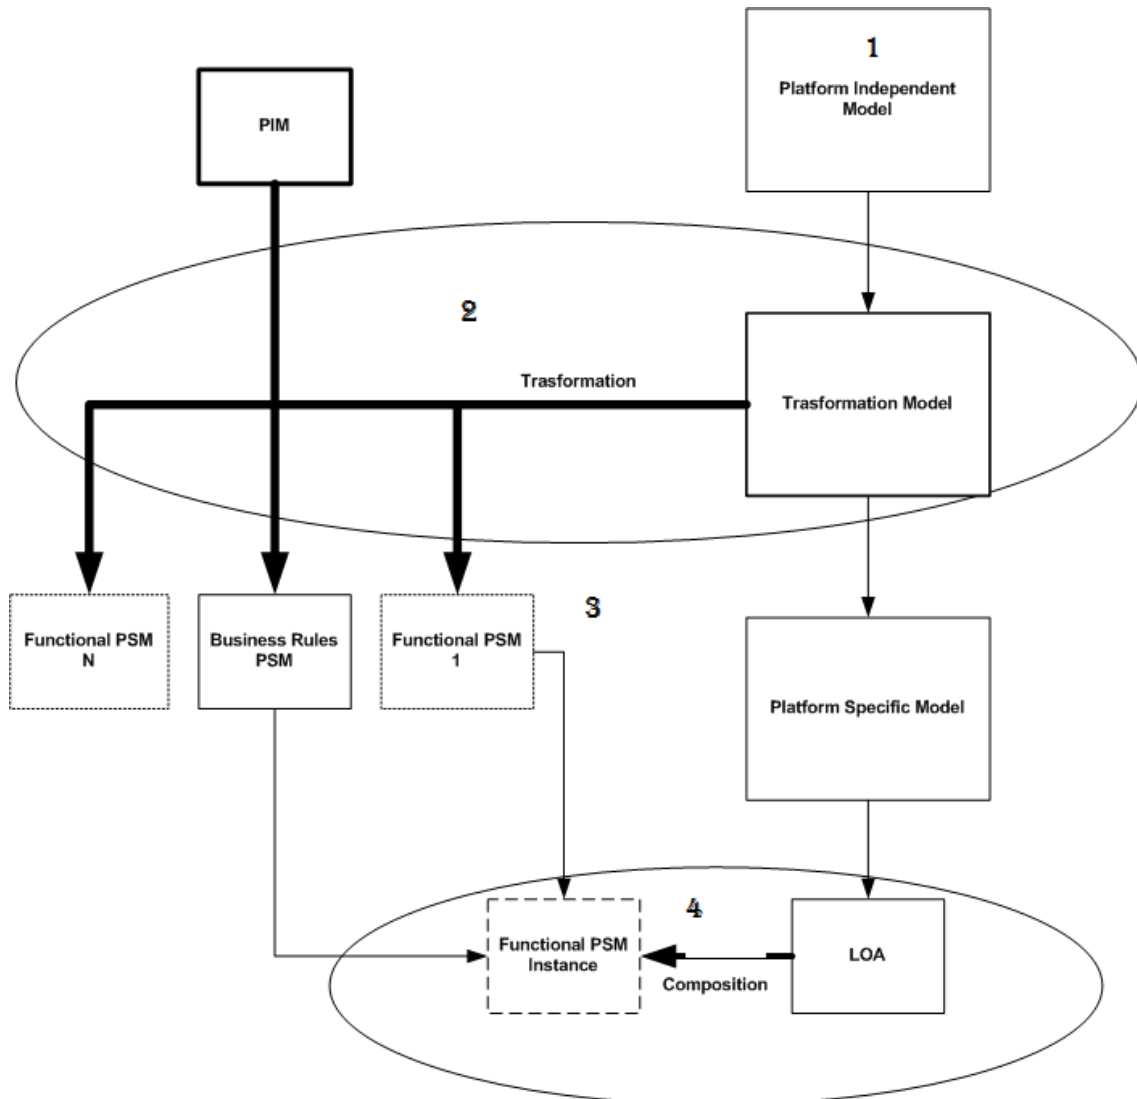 1
Platform Independent
Model
PIM
2
Trasformation
Trasformation Model
3
Functional PSM
N
Business Rules
PSM
Functional PSM
1
Platform Specific Model
4
Functional PSM
Instance
Composition
LOA